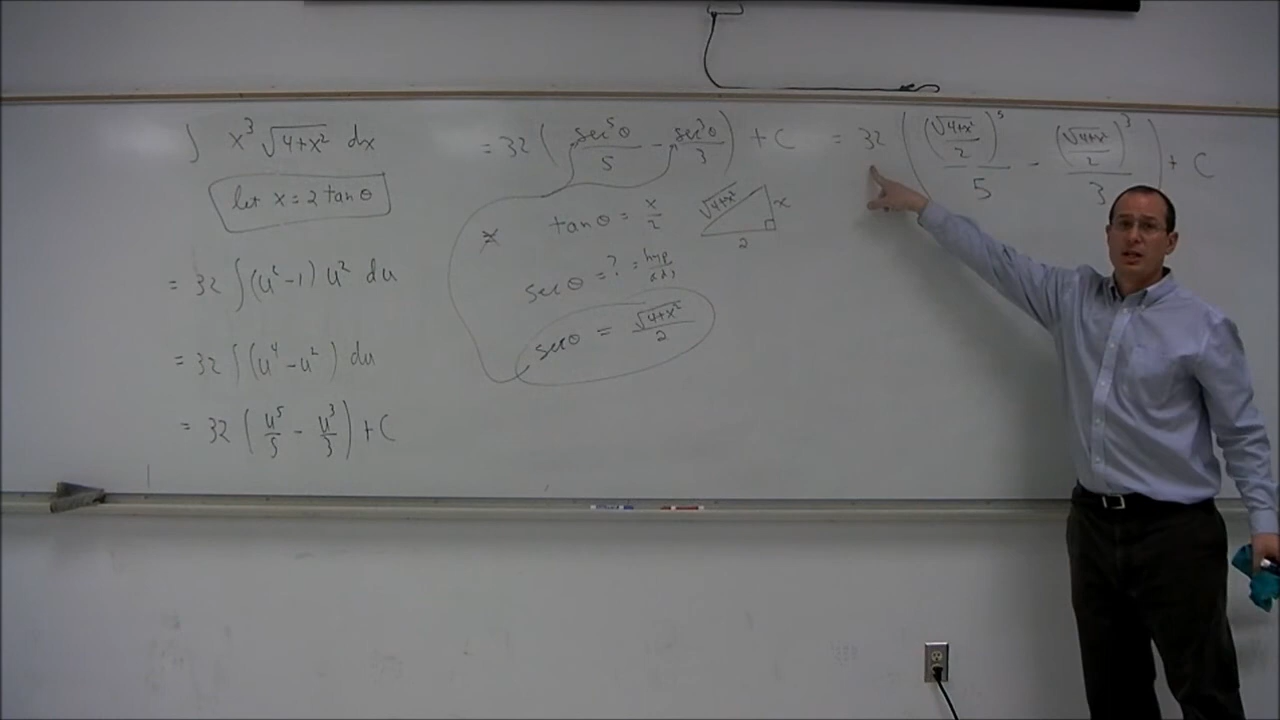 ∫ x³ √(4+x²) dx
let x = 2 tan θ
= 32 ∫ (u² - 1) u² du
= 32 ∫ (u⁴ - u²) du
= 32 ( u⁵/5 - u³/3 ) + C
= 32 ( sec⁵θ/5 - sec³θ/3 ) + C
tan θ = x/2
√(4+x²)
x
2
sec θ = ? = hyp/adj
sec θ = √(4+x²)/2
= 32 ( (√(4+x²)/2)⁵/5 - (√(4+x²)/2)³/3 ) + C